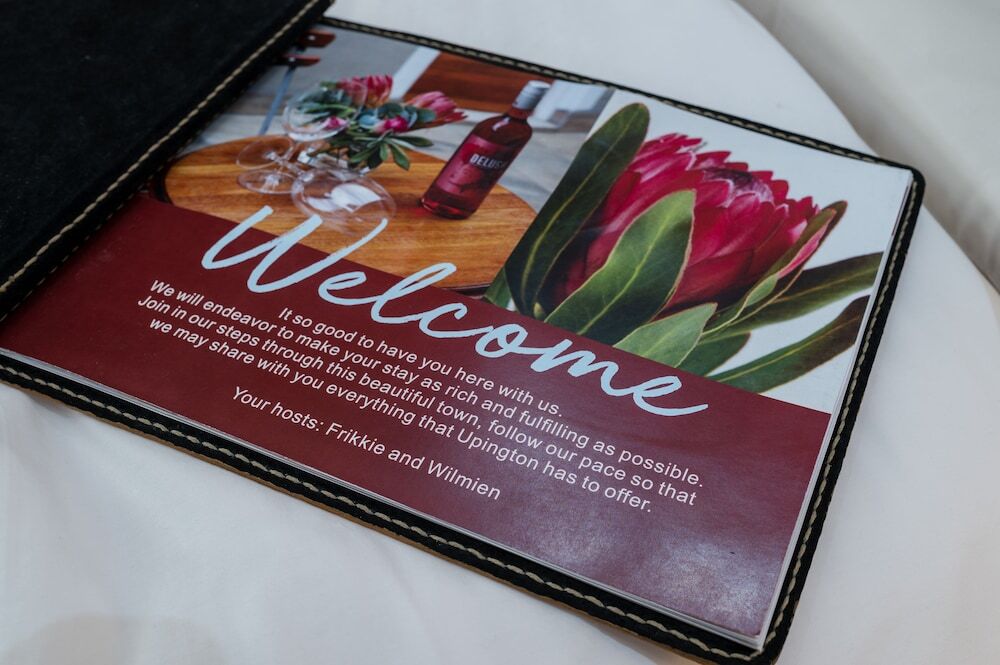 DELUS
Welcome
It so good to have you here with us.
We will endeavor to make your stay as rich and fulfilling as possible.
Join in our steps through this beautiful town, follow our pace so that
we may share with you everything that Upington has to offer.
Your hosts: Frikkie and Wilmien